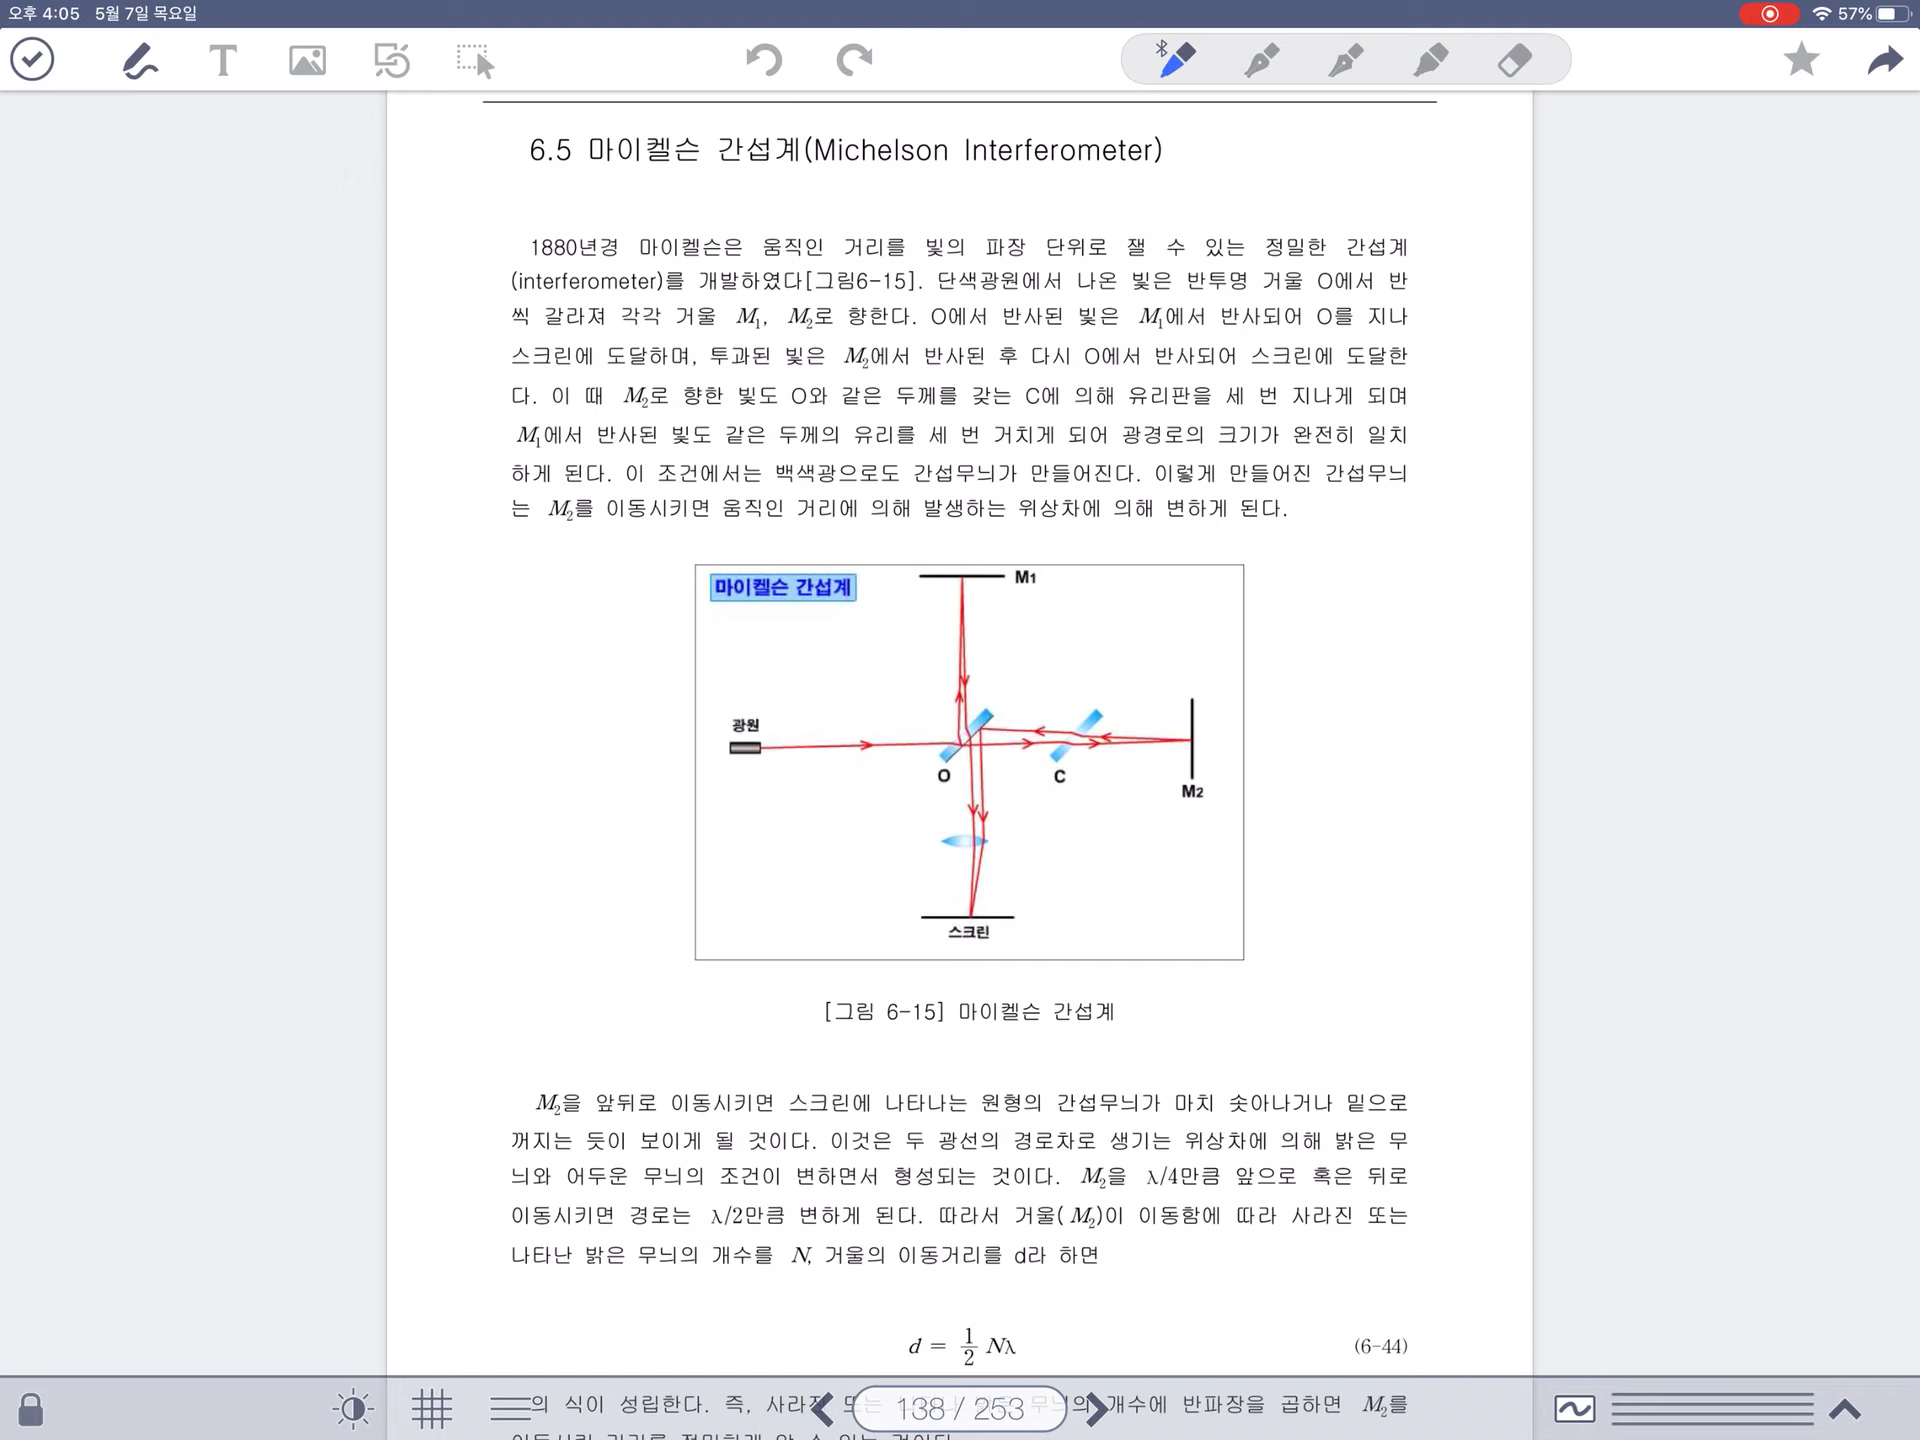 오후 4:05 5월 7일 목요일
57%
T
6.5 마이켈슨 간섭계(Michelson Interferometer)
1880년경 마이켈슨은 움직인 거리를 빛의 파장 단위로 잴 수 있는 정밀한 간섭계
(interferometer)를 개발하였다[그림6-15]. 단색광원에서 나온 빛은 반투명 거울 O에서 반
씩 갈라져 각각 거울 M₁, M₂로 향한다. O에서 반사된 빛은 M₁에서 반사되어 O를 지나
스크린에 도달하며, 투과된 빛은 M₂에서 반사된 후 다시 O에서 반사되어 스크린에 도달한
다. 이 때 M₂로 향한 빛도 O와 같은 두께를 갖는 C에 의해 유리판을 세 번 지나게 되며
M₁에서 반사된 빛도 같은 두께의 유리를 세 번 거치게 되어 광경로의 크기가 완전히 일치
하게 된다. 이 조건에서는 백색광으로도 간섭무늬가 만들어진다. 이렇게 만들어진 간섭무늬
는 M₂를 이동시키면 움직인 거리에 의해 발생하는 위상차에 의해 변하게 된다.
마이켈슨 간섭계
M1
광원
O
C
M2
스크린
[그림 6-15] 마이켈슨 간섭계
M₂을 앞뒤로 이동시키면 스크린에 나타나는 원형의 간섭무늬가 마치 솟아나거나 밑으로
꺼지는 듯이 보이게 될 것이다. 이것은 두 광선의 경로차로 생기는 위상차에 의해 밝은 무
늬와 어두운 무늬의 조건이 변하면서 형성되는 것이다. M₂을 λ/4만큼 앞으로 혹은 뒤로
이동시키면 경로는 λ/2만큼 변하게 된다. 따라서 거울(M₂)이 이동함에 따라 사라진 또는
나타난 밝은 무늬의 개수를 N, 거울의 이동거리를 d라 하면
d = 1/2 Nλ (6-44)
의 식이 성립한다. 즉, 사라진 무늬의 개수에 반파장을 곱하면 M₂를
138 / 253